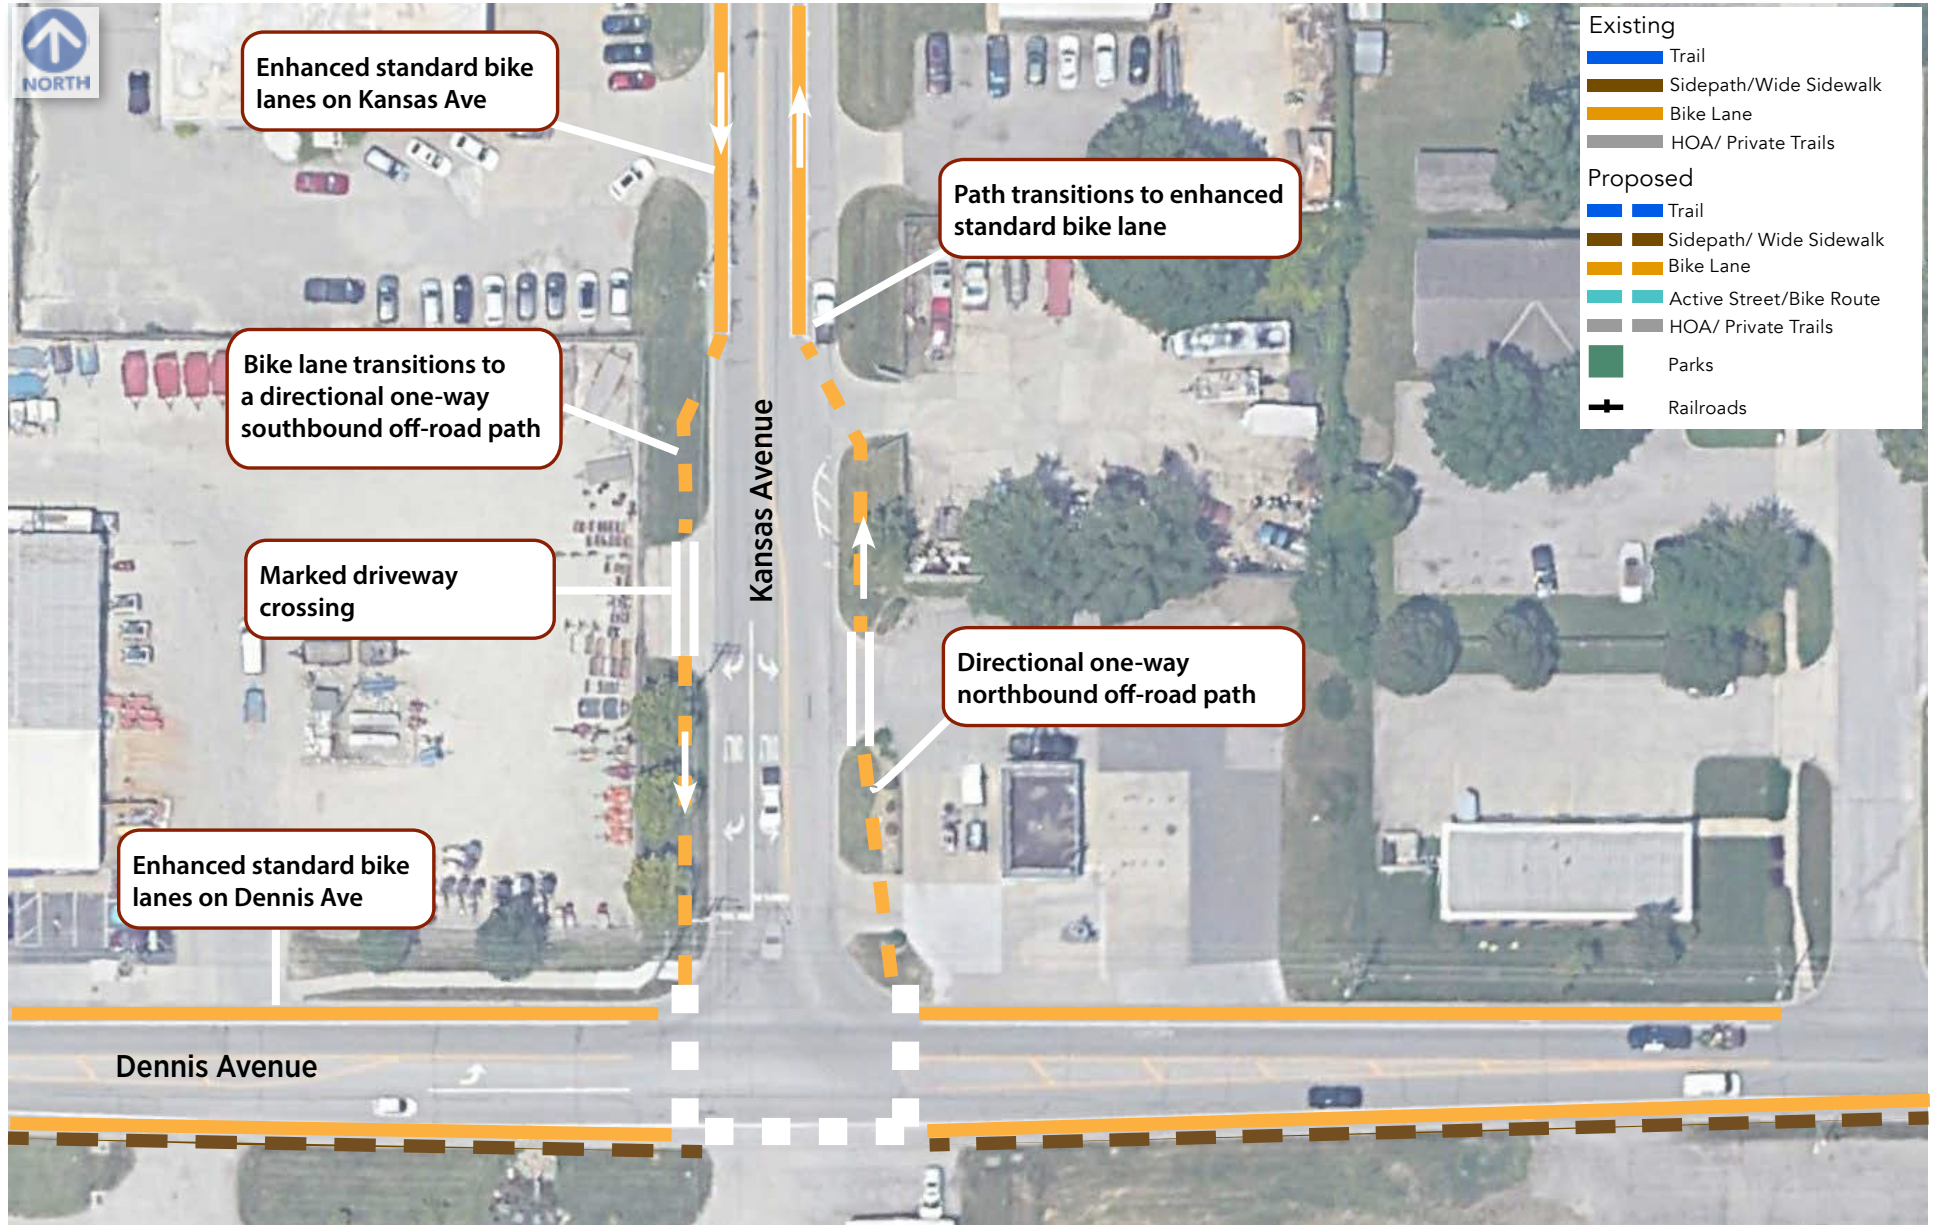 NORTH
Enhanced standard bike
lanes on Kansas Ave
Existing
Trail
Sidepath/Wide Sidewalk
Bike Lane
HOA/ Private Trails
Proposed
Trail
Sidepath/ Wide Sidewalk
Bike Lane
Active Street/Bike Route
HOA/ Private Trails
Parks
Railroads
Path transitions to enhanced
standard bike lane
Bike lane transitions to
a directional one-way
southbound off-road path
Kansas Avenue
Marked driveway
crossing
Directional one-way
northbound off-road path
Enhanced standard bike
lanes on Dennis Ave
Dennis Avenue